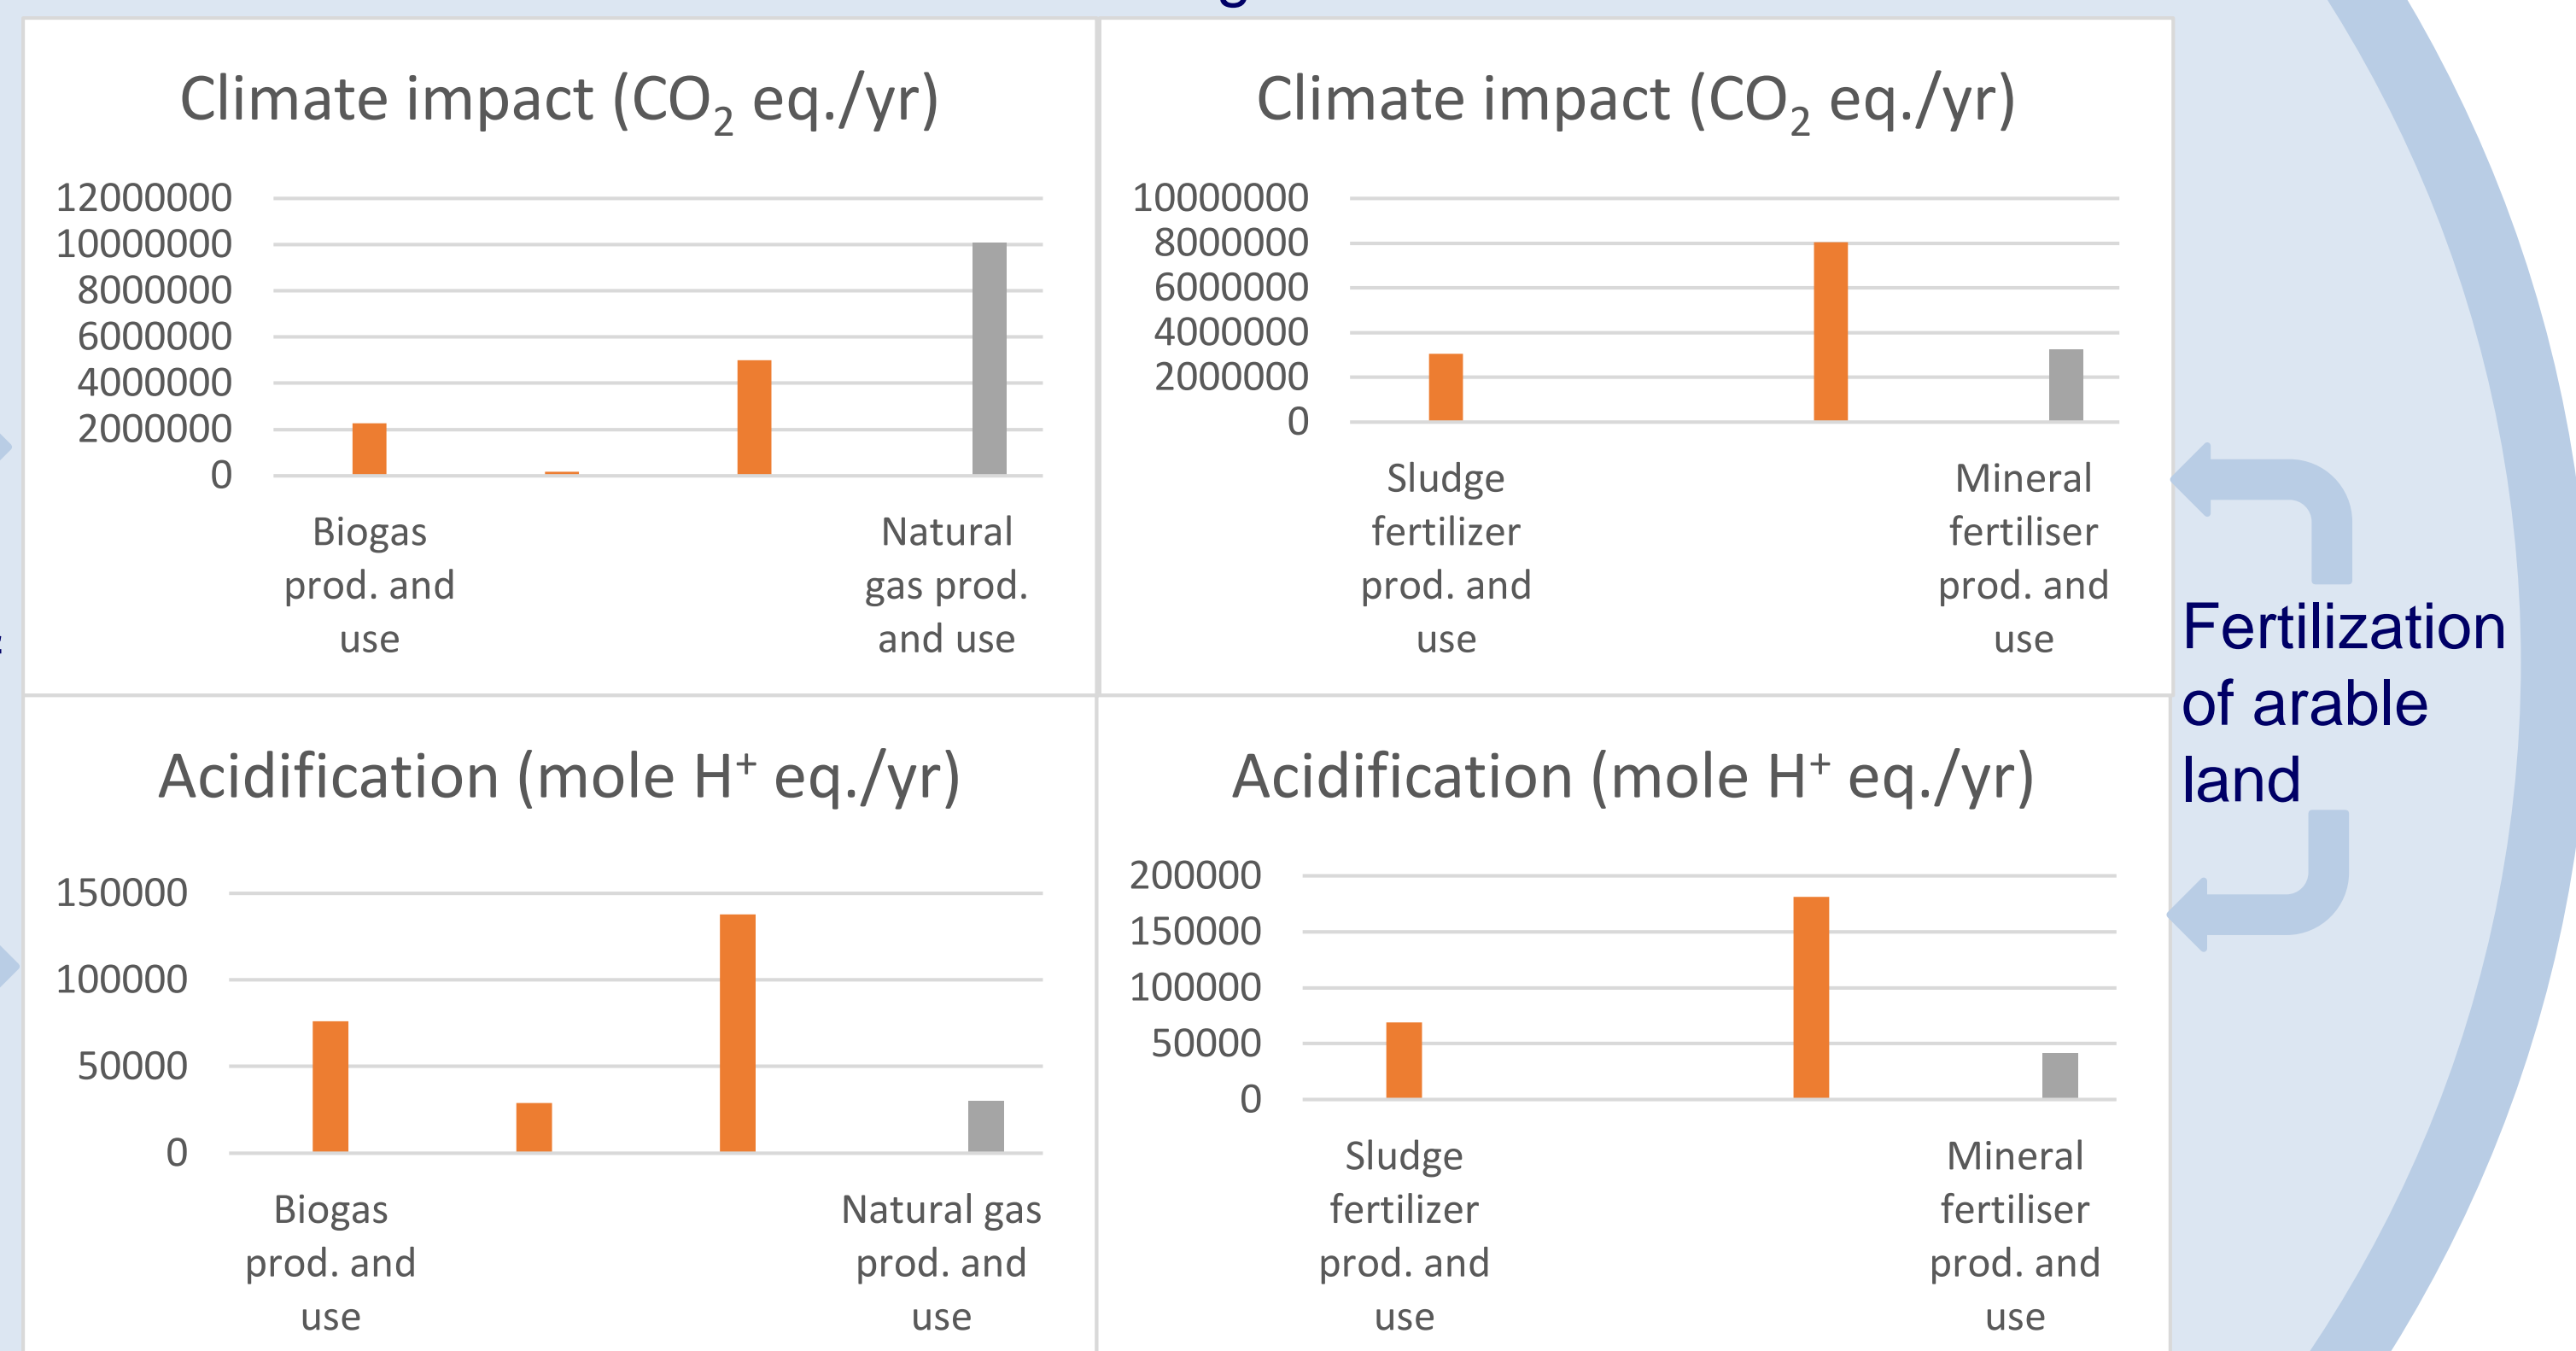 Climate impact (CO₂ eq./yr)
12000000
10000000
8000000
6000000
4000000
2000000
0
Biogas
prod. and
use
Natural
gas prod.
and use
Climate impact (CO₂ eq./yr)
10000000
8000000
6000000
4000000
2000000
0
Sludge
fertilizer
prod. and
use
Mineral
fertiliser
prod. and
use
Fertilization
of arable
land
Acidification (mole H⁺ eq./yr)
150000
100000
50000
0
Biogas
prod. and
use
Natural gas
prod. and
use
Acidification (mole H⁺ eq./yr)
200000
150000
100000
50000
0
Sludge
fertilizer
prod. and
use
Mineral
fertiliser
prod. and
use